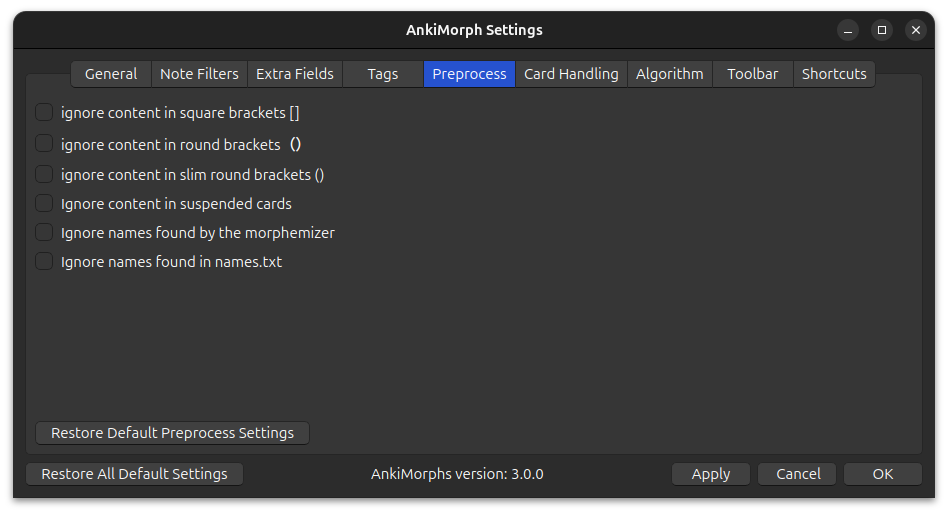 AnkiMorph Settings
General Note Filters Extra Fields Tags Preprocess Card Handling Algorithm Toolbar Shortcuts
ignore content in square brackets []
ignore content in round brackets （）
ignore content in slim round brackets ()
Ignore content in suspended cards
Ignore names found by the morphemizer
Ignore names found in names.txt
Restore Default Preprocess Settings
Restore All Default Settings AnkiMorphs version: 3.0.0 Apply Cancel OK